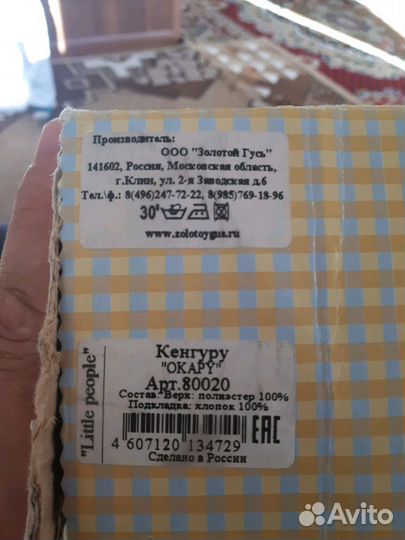 Производитель:
ООО "Золотой Гусь"
141602, Россия, Московская область,
г.Клин, ул. 2-я Заводская д.6
Тел.\ф.: 8(496)247-72-22, 8(985)769-18-96
30°
www.zolotoygus.ru
"Little people"
Кенгуру
"ОКАРУ"
Арт.80020
Состав: Верх: полиэстер 100%
Подкладка: хлопок 100%
4 607120 134729
EAC
Сделано в России
Avito